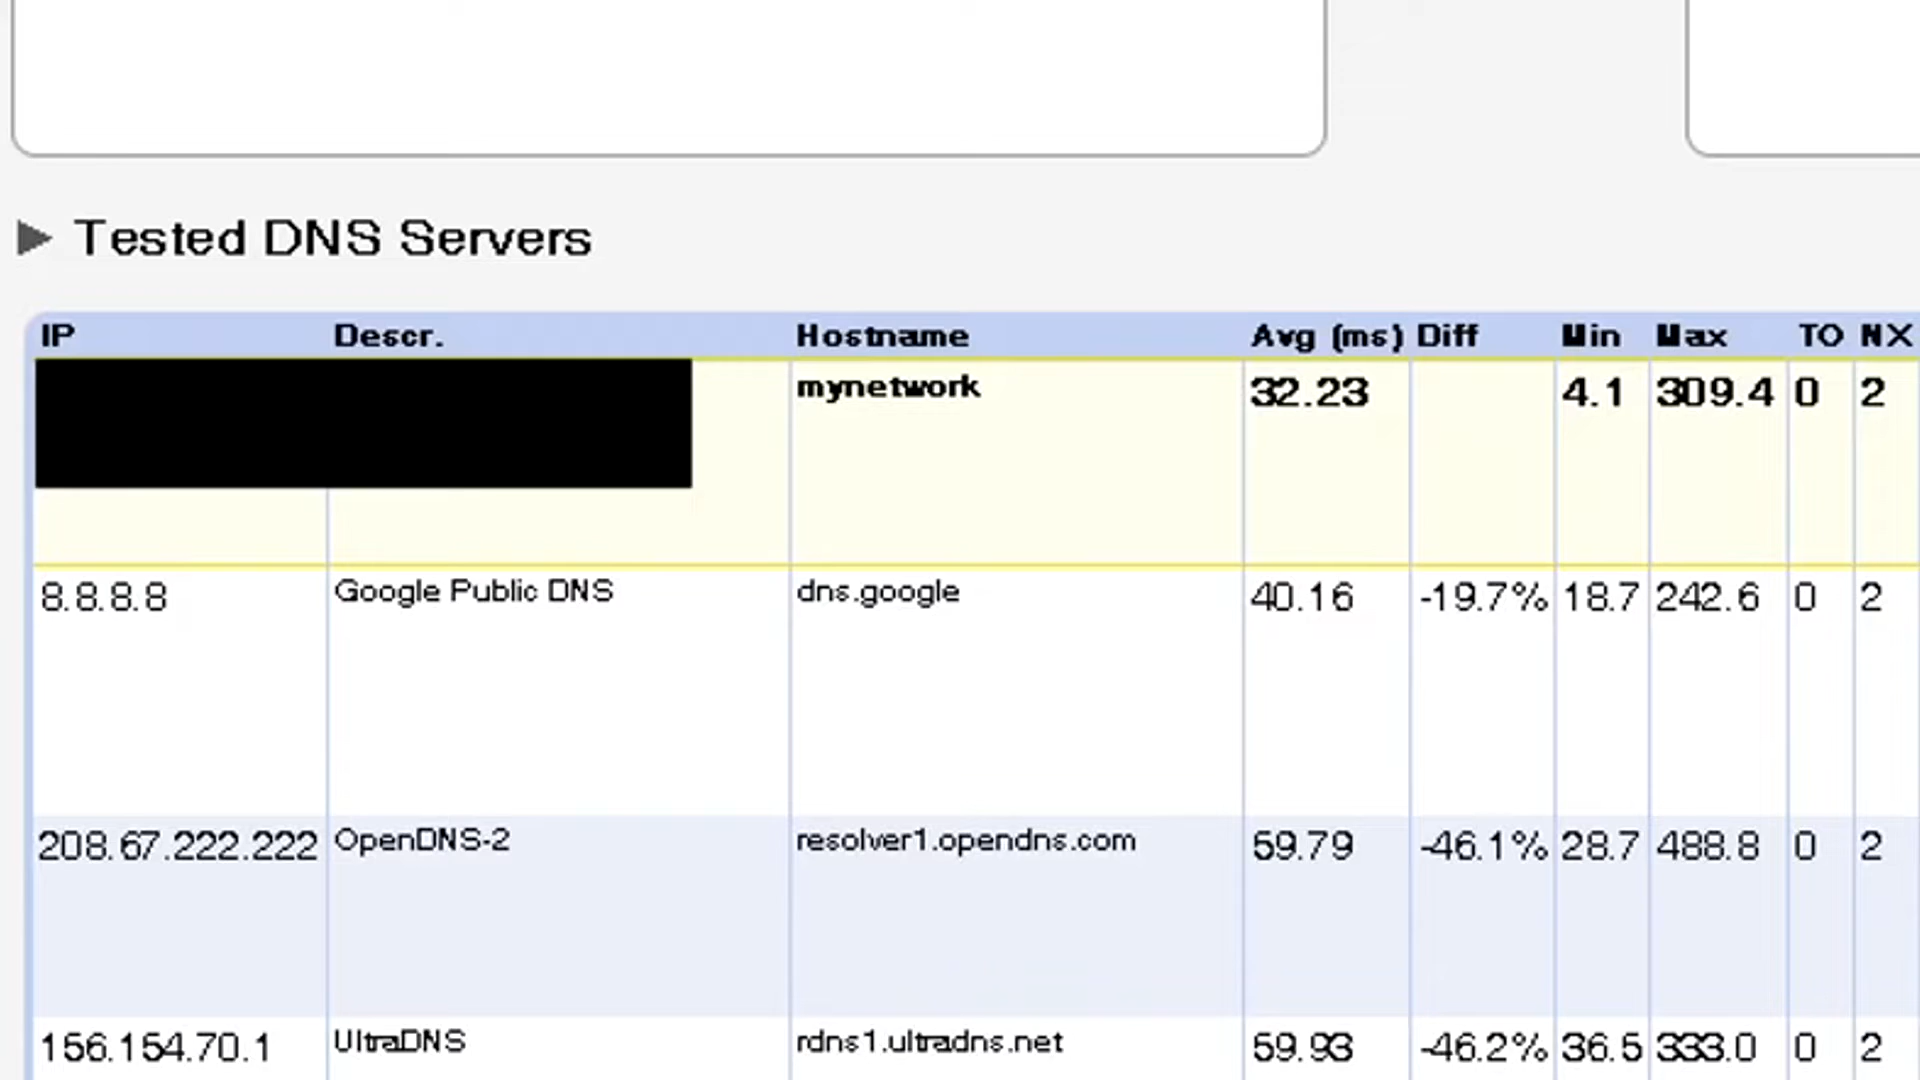 ▶ Tested DNS Servers
IP Descr. Hostname Avg (ms) Diff Min Max TO NX
mynetwork 32.23 4.1 309.4 0 2
8.8.8.8 Google Public DNS dns.google 40.16 -19.7% 18.7 242.6 0 2
208.67.222.222 OpenDNS-2 resolver1.opendns.com 59.79 -46.1% 28.7 488.8 0 2
156.154.70.1 UltraDNS rdns1.ultradns.net 59.93 -46.2% 36.5 333.0 0 2